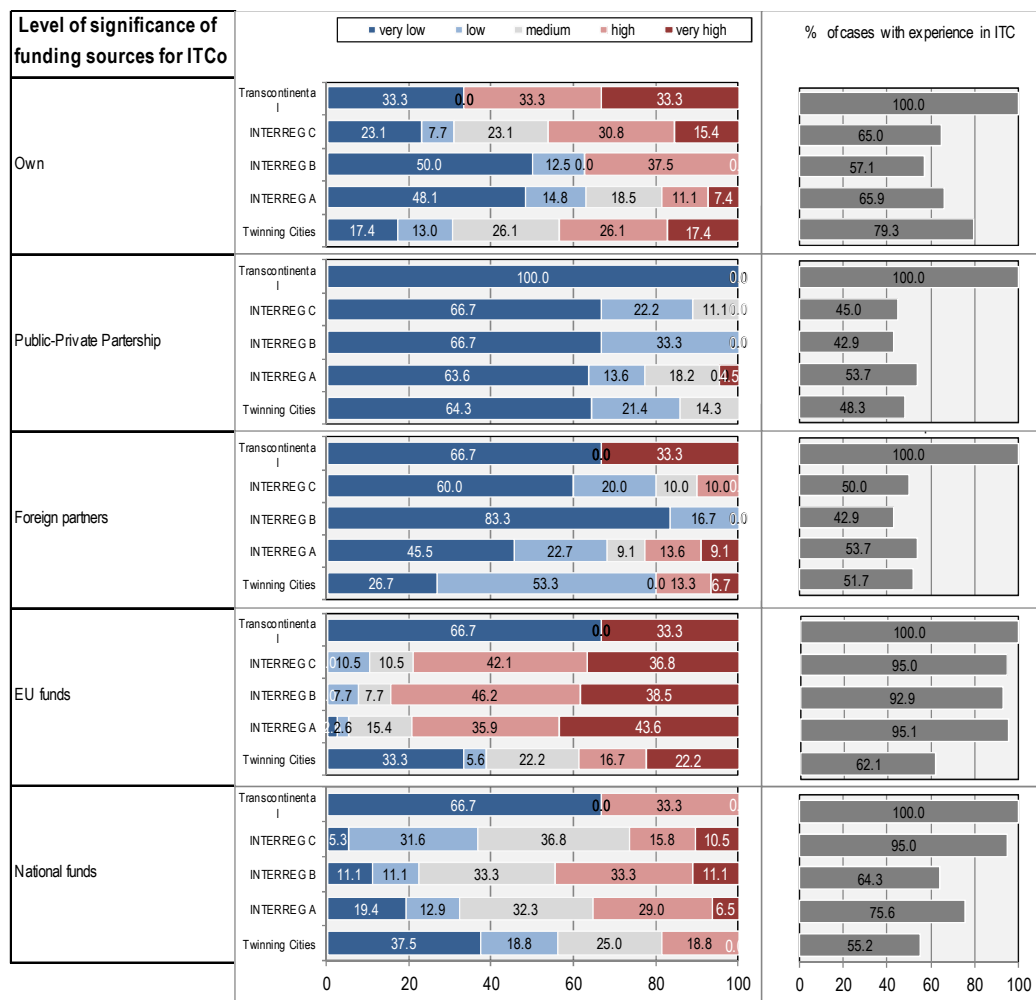 Level of significance of
funding sources for ITCo
very low low medium high very high
% of cases with experience in ITC
Own
Transcontinenta
l
33.3 0.0 33.3 33.3
100.0
INTERREG C
23.1 7.7 23.1 30.8 15.4
65.0
INTERREG B
50.0 12.5 0.0 37.5 0.
57.1
INTERREG A
48.1 14.8 18.5 11.1 7.4
65.9
Twinning Cities
17.4 13.0 26.1 26.1 17.4
79.3
Public-Private Partership
Transcontinenta
l
100.0 0.0
100.0
INTERREG C
66.7 22.2 11.1 0.0
45.0
INTERREG B
66.7 33.3 0.0
42.9
INTERREG A
63.6 13.6 18.2 0. 4.5
53.7
Twinning Cities
64.3 21.4 14.3
48.3
0 20 40 60 80 100
0 20 40 60 80 100
Foreign partners
Transcontinenta
l
66.7 0.0 33.3
100.0
INTERREG C
60.0 20.0 10.0 10.0 0.
50.0
INTERREG B
83.3 16.7 0.0
42.9
INTERREG A
45.5 22.7 9.1 13.6 9.1
53.7
Twinning Cities
26.7 53.3 0.0 13.3 6.7
51.7
EU funds
Transcontinenta
l
66.7 0.0 33.3
100.0
INTERREG C
.0 10.5 10.5 42.1 36.8
95.0
INTERREG B
.0 7.7 7.7 46.2 38.5
92.9
INTERREG A
2.6 15.4 35.9 43.6
95.1
Twinning Cities
33.3 5.6 22.2 16.7 22.2
62.1
National funds
Transcontinenta
l
66.7 0.0 33.3 0.
100.0
INTERREG C
5.3 31.6 36.8 15.8 10.5
95.0
INTERREG B
11.1 11.1 33.3 33.3 11.1
64.3
INTERREG A
19.4 12.9 32.3 29.0 6.5
75.6
Twinning Cities
37.5 18.8 25.0 18.8 0.0
55.2
0 20 40 60 80 100
0 20 40 60 80 100